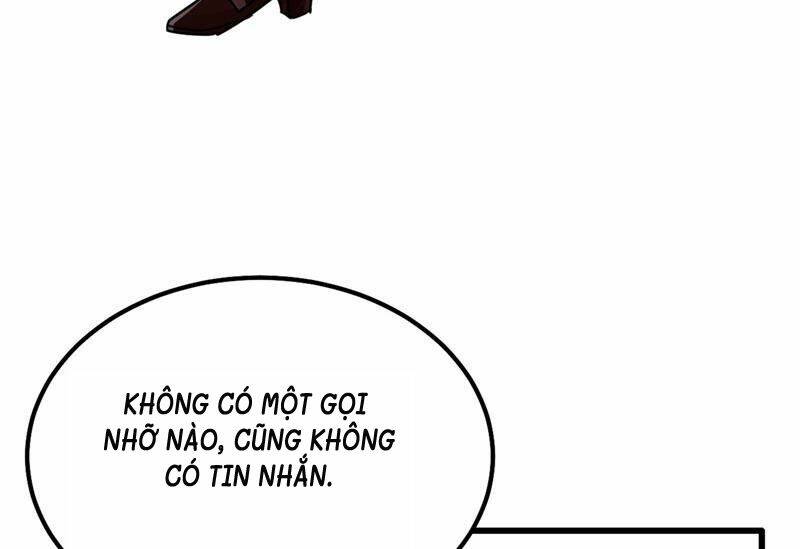 KHÔNG CÓ MỘT GỌI
NHỠ NÀO, CŨNG KHÔNG
CÓ TIN NHẮN.